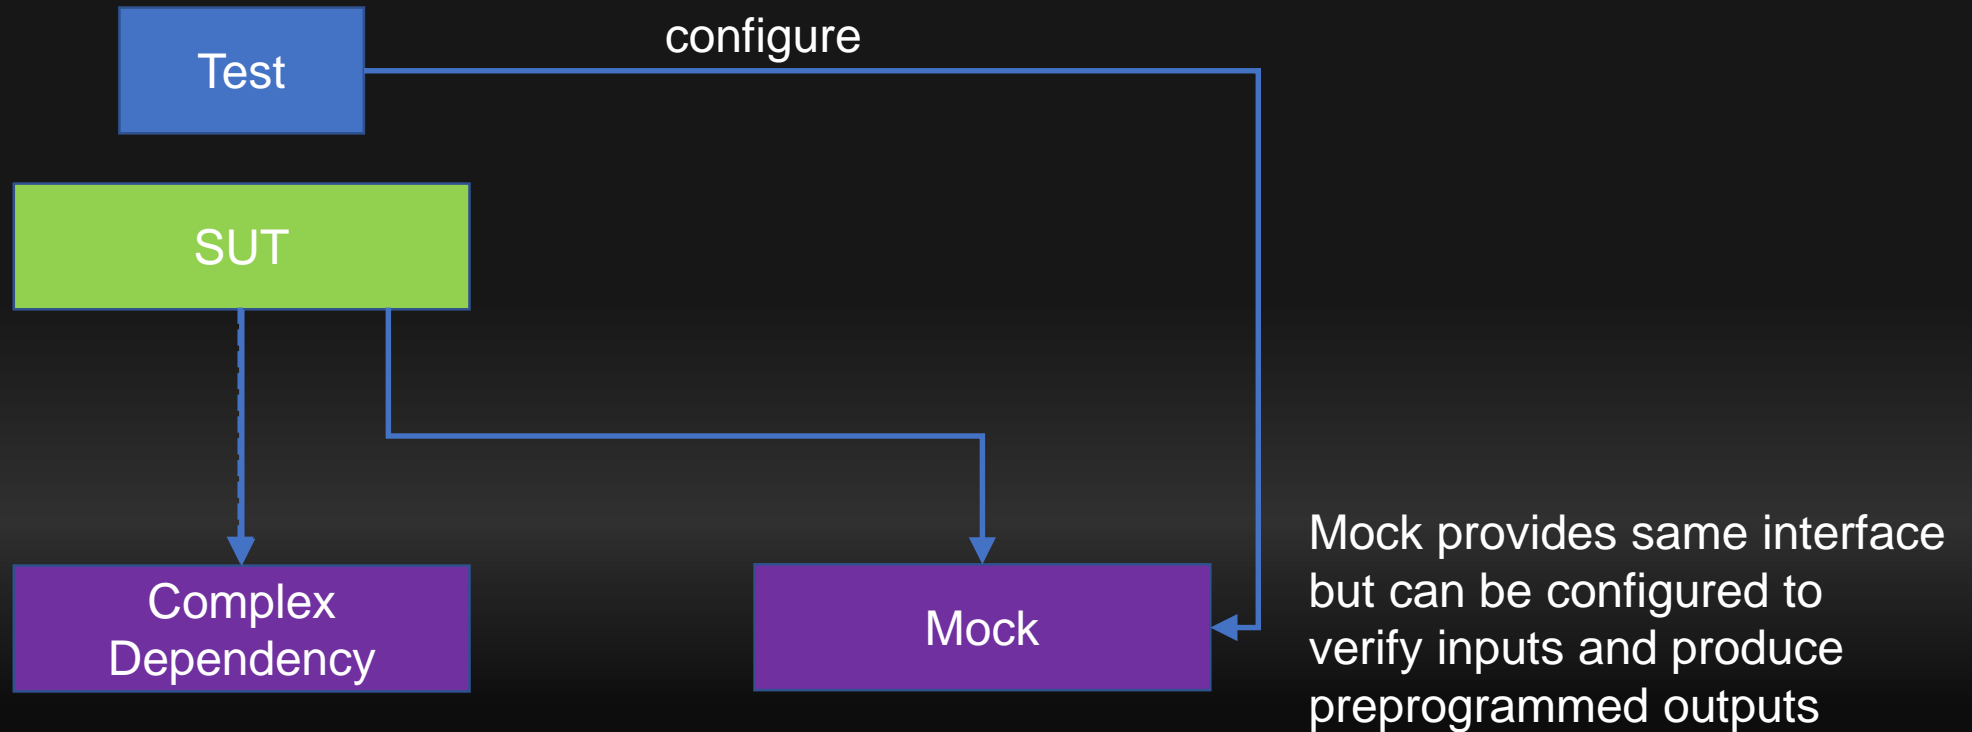 configure
Test
SUT
Complex
Dependency
Mock
Mock provides same interface
but can be configured to
verify inputs and produce
preprogrammed outputs